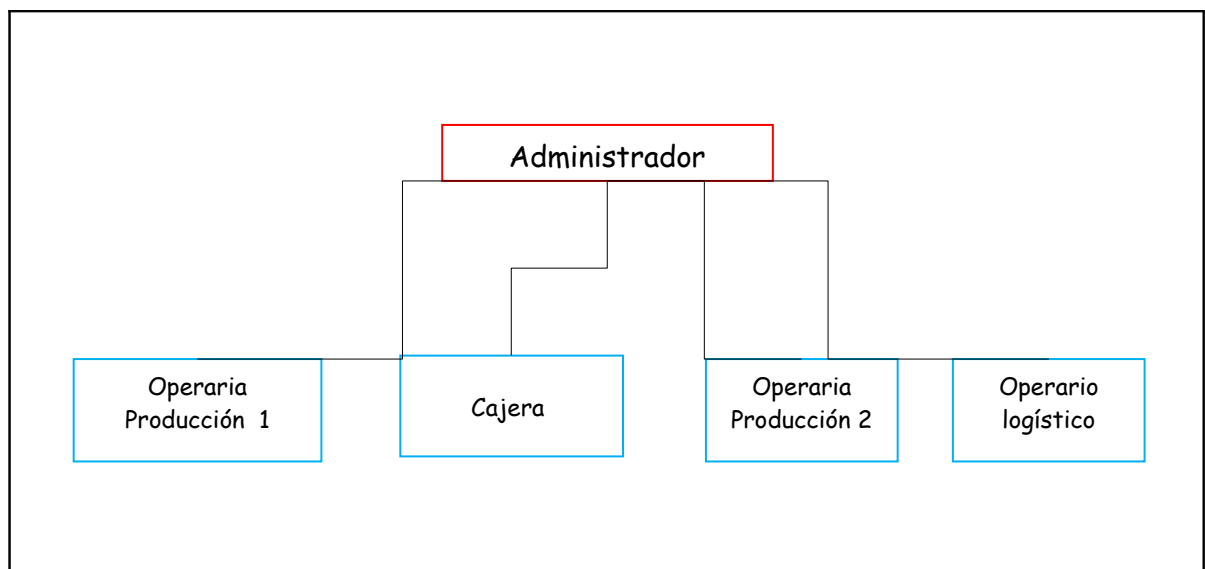 Administrador
Operaria
Producción 1
Cajera
Operaria
Producción 2
Operario
logístico